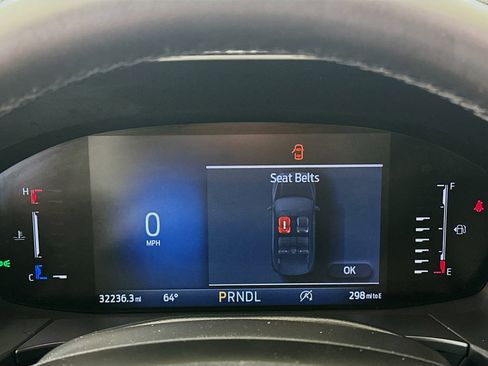 Seat Belts
H
F
0
MPH
C
E
OK
32236.3 mi 64° PRNDL 298 mi to E